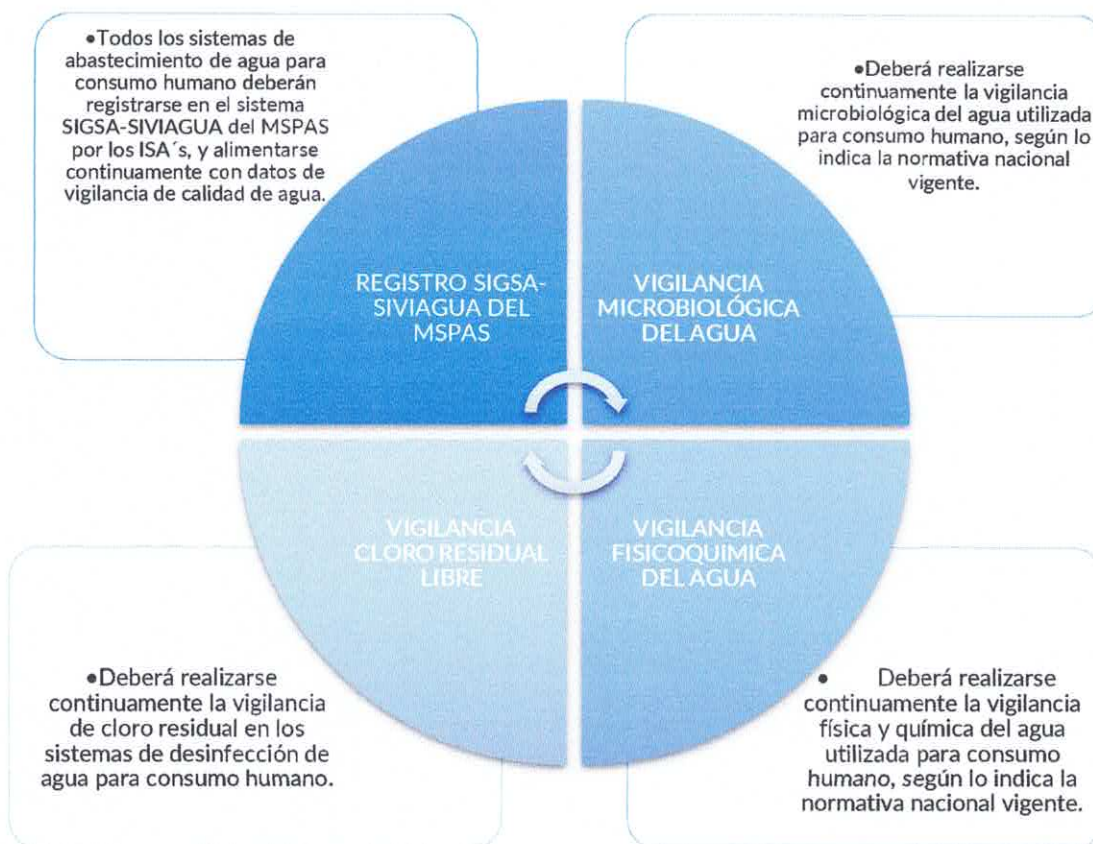 •Todos los sistemas de
abastecimiento de agua para
consumo humano deberán
registrarse en el sistema
SIGSA-SIVIAGUA del MSPAS
por los ISA´s, y alimentarse
continuamente con datos de
vigilancia de calidad de agua.
•Deberá realizarse
continuamente la vigilancia
microbiológica del agua utilizada
para consumo humano, según lo
indica la normativa nacional
vigente.
REGISTRO SIGSA-
SIVIAGUA DEL
MSPAS
VIGILANCIA
MICROBIOLÓGICA
DEL AGUA
VIGILANCIA
CLORO RESIDUAL
LIBRE
VIGILANCIA
FISICOQUIMICA
DEL AGUA
•Deberá realizarse
continuamente la vigilancia
de cloro residual en los
sistemas de desinfección de
agua para consumo humano.
• Deberá realizarse
continuamente la vigilancia
física y química del agua
utilizada para consumo
humano, según lo indica la
normativa nacional vigente.